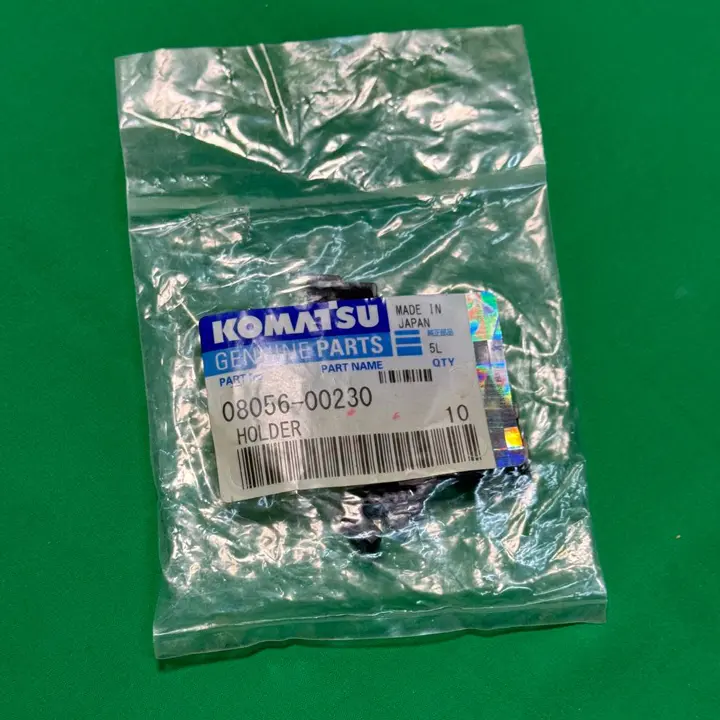 KOMATSU
MADE IN
JAPAN
GENUINE PARTS
純正部品
5L
PART NAME
QTY
08056-00230
HOLDER
10